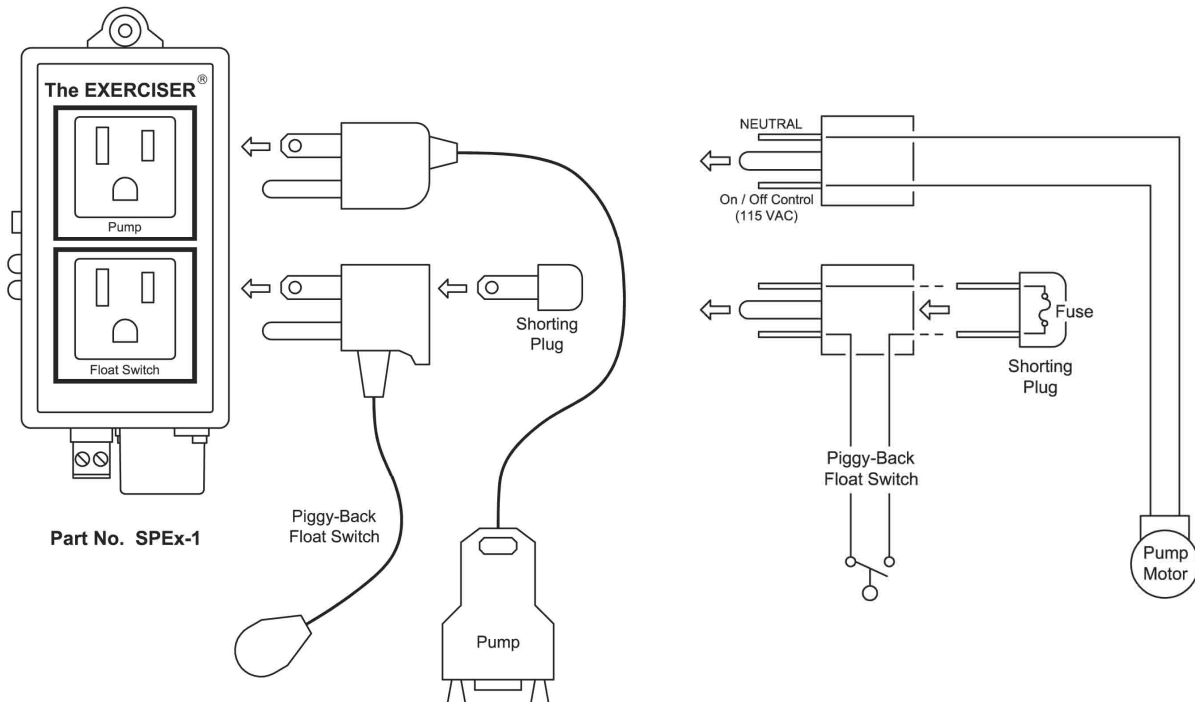 The EXERCISER®
Pump
Float Switch
Part No. SPEx-1
Shorting
Plug
Piggy-Back
Float Switch
Pump
NEUTRAL
On / Off Control
(115 VAC)
Fuse
Shorting
Plug
Piggy-Back
Float Switch
Pump
Motor